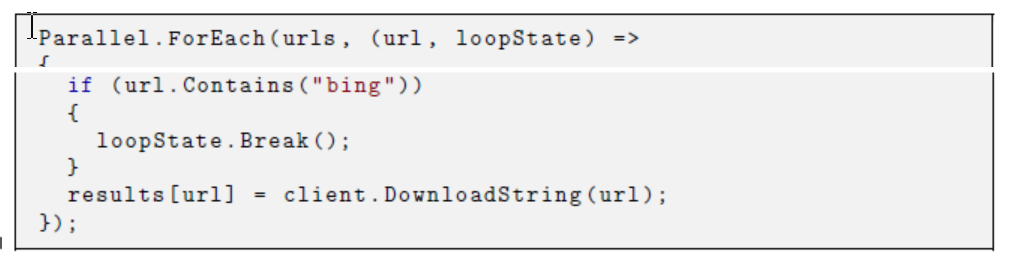 Parallel.ForEach(urls, (url, loopState) =>
{
if (url.Contains("bing"))
{
loopState.Break();
}
results[url] = client.DownloadString(url);
});